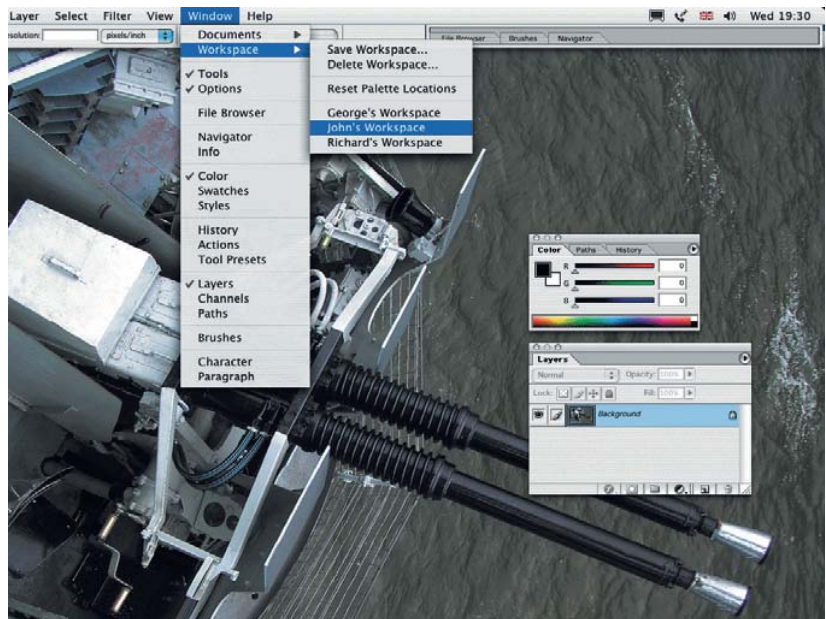 Layer Select Filter View Window Help Wed 19:30
pixels/inch
File Browser Brushes Navigator
Documents
Workspace
Tools
Options
File Browser
Navigator
Info
Color
Swatches
Styles
History
Actions
Tool Presets
Layers
Channels
Paths
Brushes
Character
Paragraph
Save Workspace...
Delete Workspace...
Reset Palette Locations
George's Workspace
John's Workspace
Richard's Workspace
Color Paths History
R 0
G 0
B 0
Layers
Normal Opacity: 100%
Lock: Fill: 100%
Background